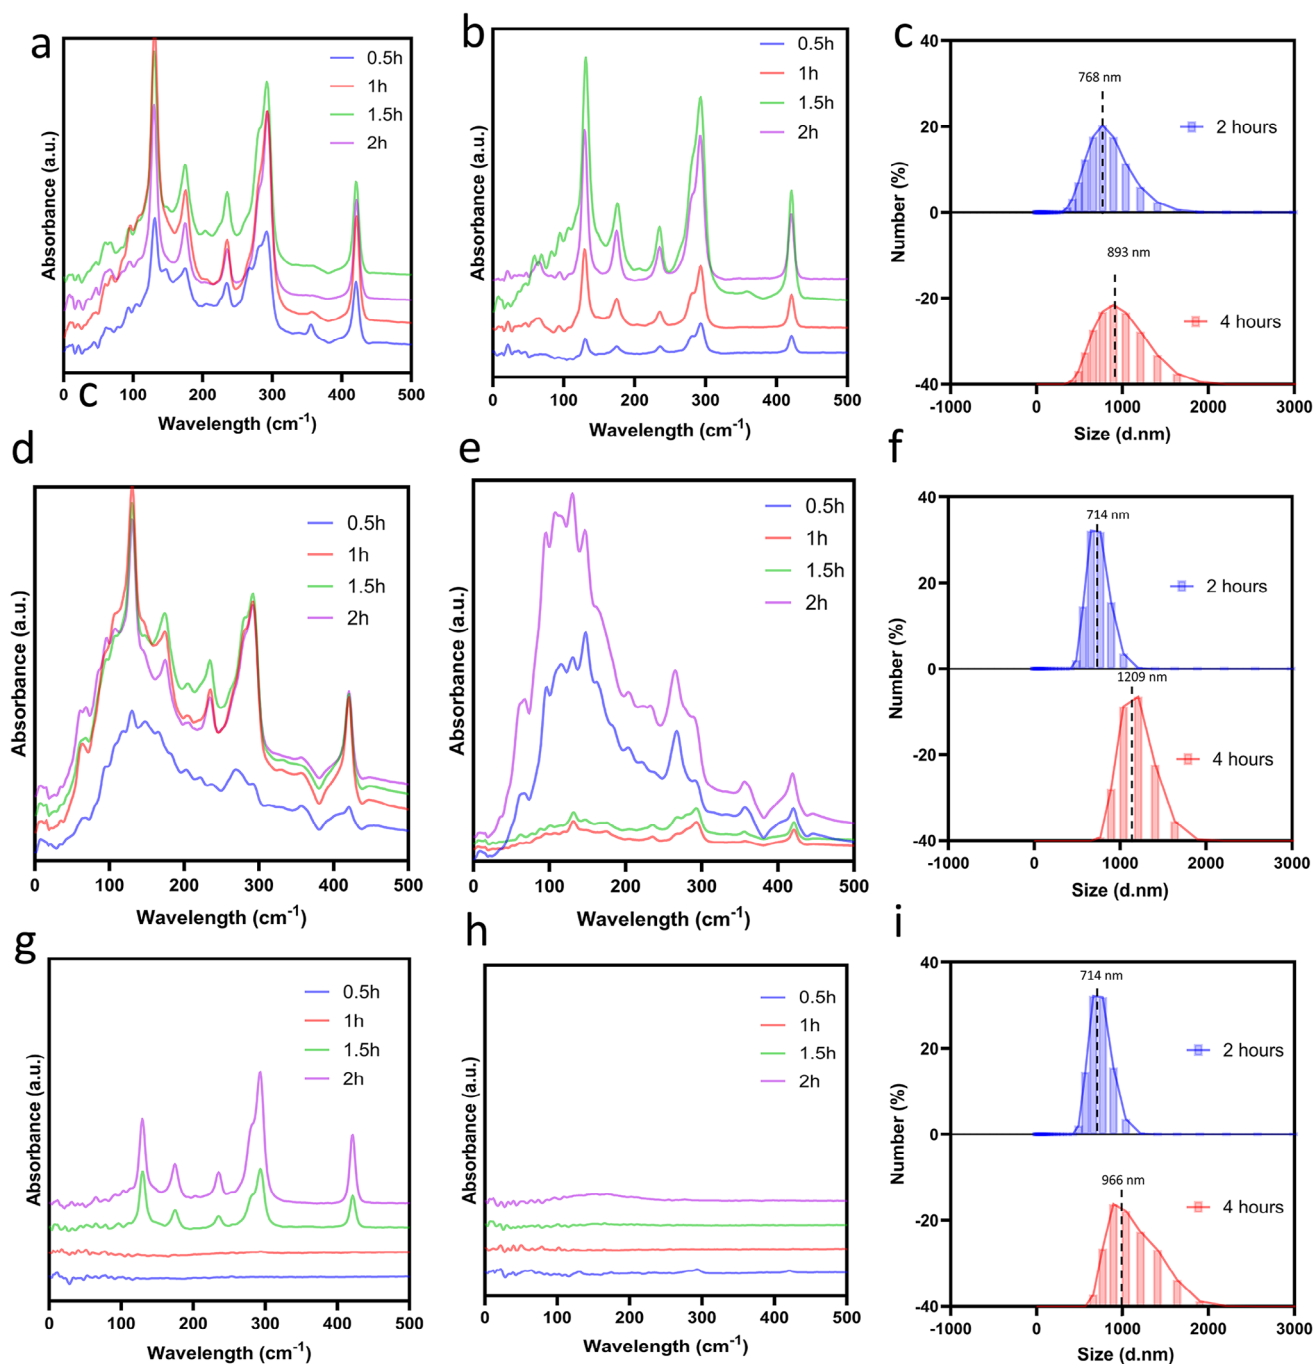 a
0.5h
1h
1.5h
2h
Absorbance (a.u.)
0 100 200 300 400 500
c
Wavelength (cm-1)
b
0.5h
1h
1.5h
2h
Absorbance (a.u.)
0 100 200 300 400 500
Wavelength (cm-1)
c
40
20
0
-20
-40
Number (%)
768 nm
2 hours
893 nm
4 hours
-1000 0 1000 2000 3000
Size (d.nm)
d
0.5h
1h
1.5h
2h
Absorbance (a.u.)
0 100 200 300 400 500
Wavelength (cm-1)
e
0.5h
1h
1.5h
2h
Absorbance (a.u.)
0 100 200 300 400 500
Wavelength (cm-1)
f
40
20
0
-20
-40
Number (%)
714 nm
2 hours
1209 nm
4 hours
-1000 0 1000 2000 3000
Size (d.nm)
g
0.5h
1h
1.5h
2h
Absorbance (a.u.)
0 100 200 300 400 500
Wavelength (cm-1)
h
0.5h
1h
1.5h
2h
Absorbance (a.u.)
0 100 200 300 400 500
Wavelength (cm-1)
i
40
20
0
-20
-40
Number (%)
714 nm
2 hours
966 nm
4 hours
-1000 0 1000 2000 3000
Size (d.nm)